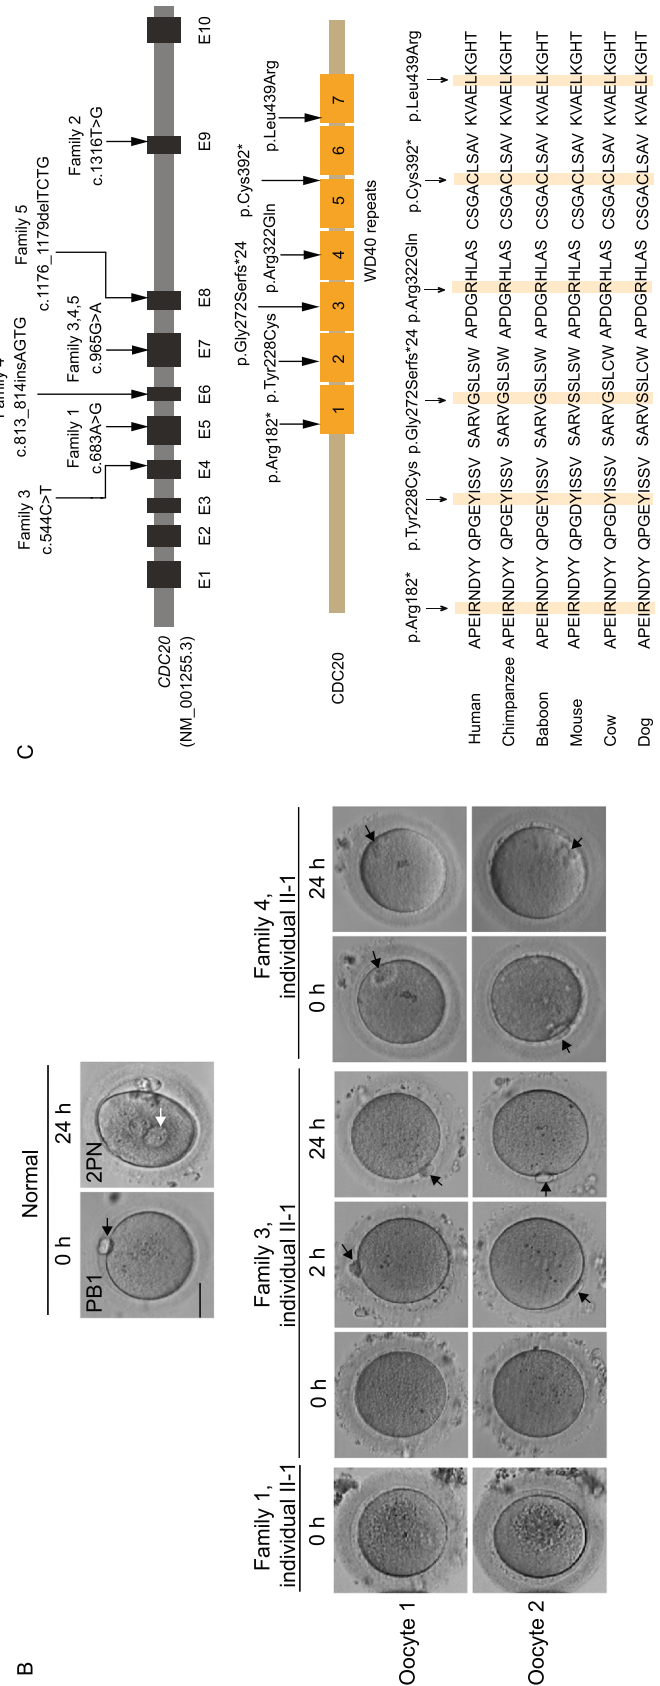 B
Normal
0 h
24 h
PB1
2PN
Family 1,
individual II-1
Family 3,
individual II-1
Family 4,
individual II-1
0 h
0 h
2 h
24 h
0 h
24 h
Oocyte 1
Oocyte 2
C
Family 3
c.544C>T
Family 1
c.683A>G
c.813_814insAGTG
Family 3,4,5
c.965G>A
Family 5
c.1176_1179delTCTG
Family 2
c.1316T>G
CDC20
(NM_001255.3)
E1 E2 E3 E4 E5 E6 E7 E8 E9 E10
p.Arg182*
p.Tyr228Cys
p.Gly272Serfs*24
p.Arg322Gln
p.Cys392*
p.Leu439Arg
CDC20
1 2 3 4 5 6 7
WD40 repeats
p.Arg182* p.Tyr228Cys p.Gly272Serfs*24 p.Arg322Gln p.Cys392* p.Leu439Arg
Human APEIRNDYY QPGEYISSV SARVGSLSW APDGRHLAS CSGACLSAV KVAELKGHT
Chimpanzee APEIRNDYY QPGEYISSV SARVGSLSW APDGRHLAS CSGACLSAV KVAELKGHT
Baboon APEIRNDYY QPGEYISSV SARVGSLSW APDGRHLAS CSGACLSAV KVAELKGHT
Mouse APEIRNDYY QPGDYISSV SARVSSLSW APDGRHLAS CSGACLSAV KVAELKGHT
Cow APEIRNDYY QPGDYISSV SARVGSLCW APDGRHLAS CSGACLSAV KVAELKGHT
Dog APEIRNDYY QPGEYISSV SARVSSLCW APDGRHLAS CSGACLSAV KVAELKGHT